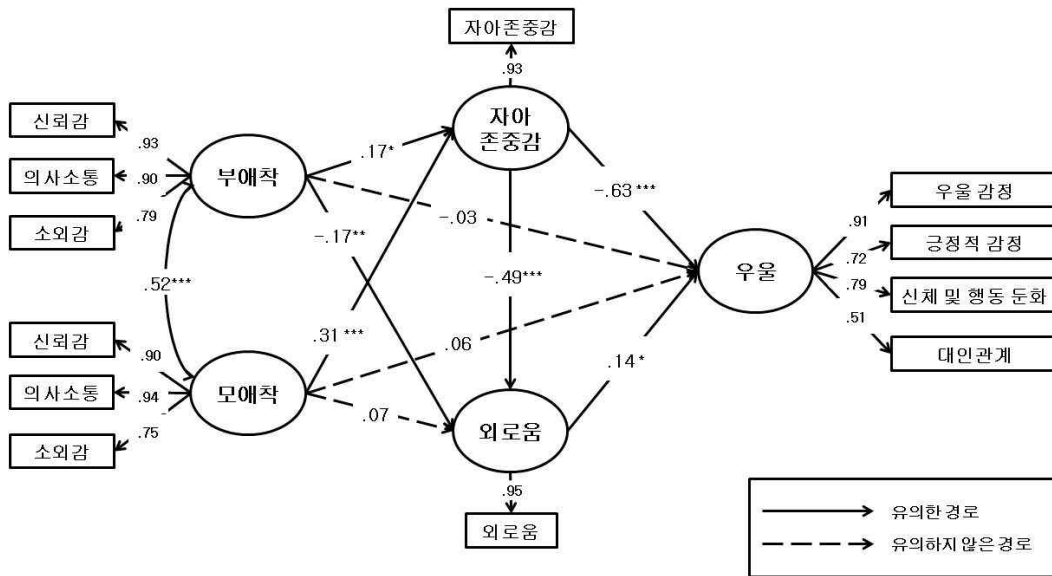 자아존중감
.93
자아
존중감
신뢰감
의사소통
소외감
.93
.90
.79
부애착
.17*
-.03
-.17**
.52***
-.49***
-.63***
.31***
.06
.07
.14*
신뢰감
의사소통
소외감
.90
.94
.75
모애착
외로움
.95
외로움
우울
.91
.72
.79
.51
우울 감정
긍정적 감정
신체 및 행동 둔화
대인관계
유의한 경로
유의하지 않은 경로